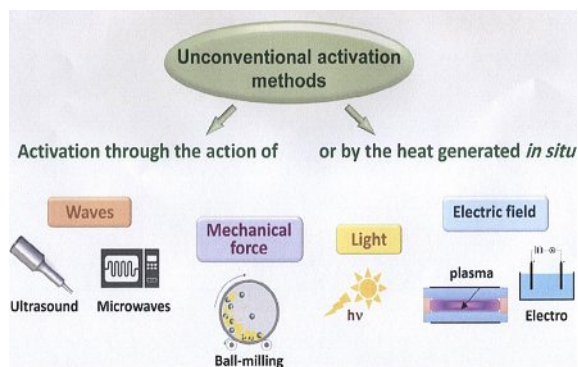 Unconventional activation
methods
Activation through the action of
or by the heat generated in situ
Waves
Mechanical
force
Light
Electric field
Ultrasound
Microwaves
Ball-milling
hν
plasma
Electro